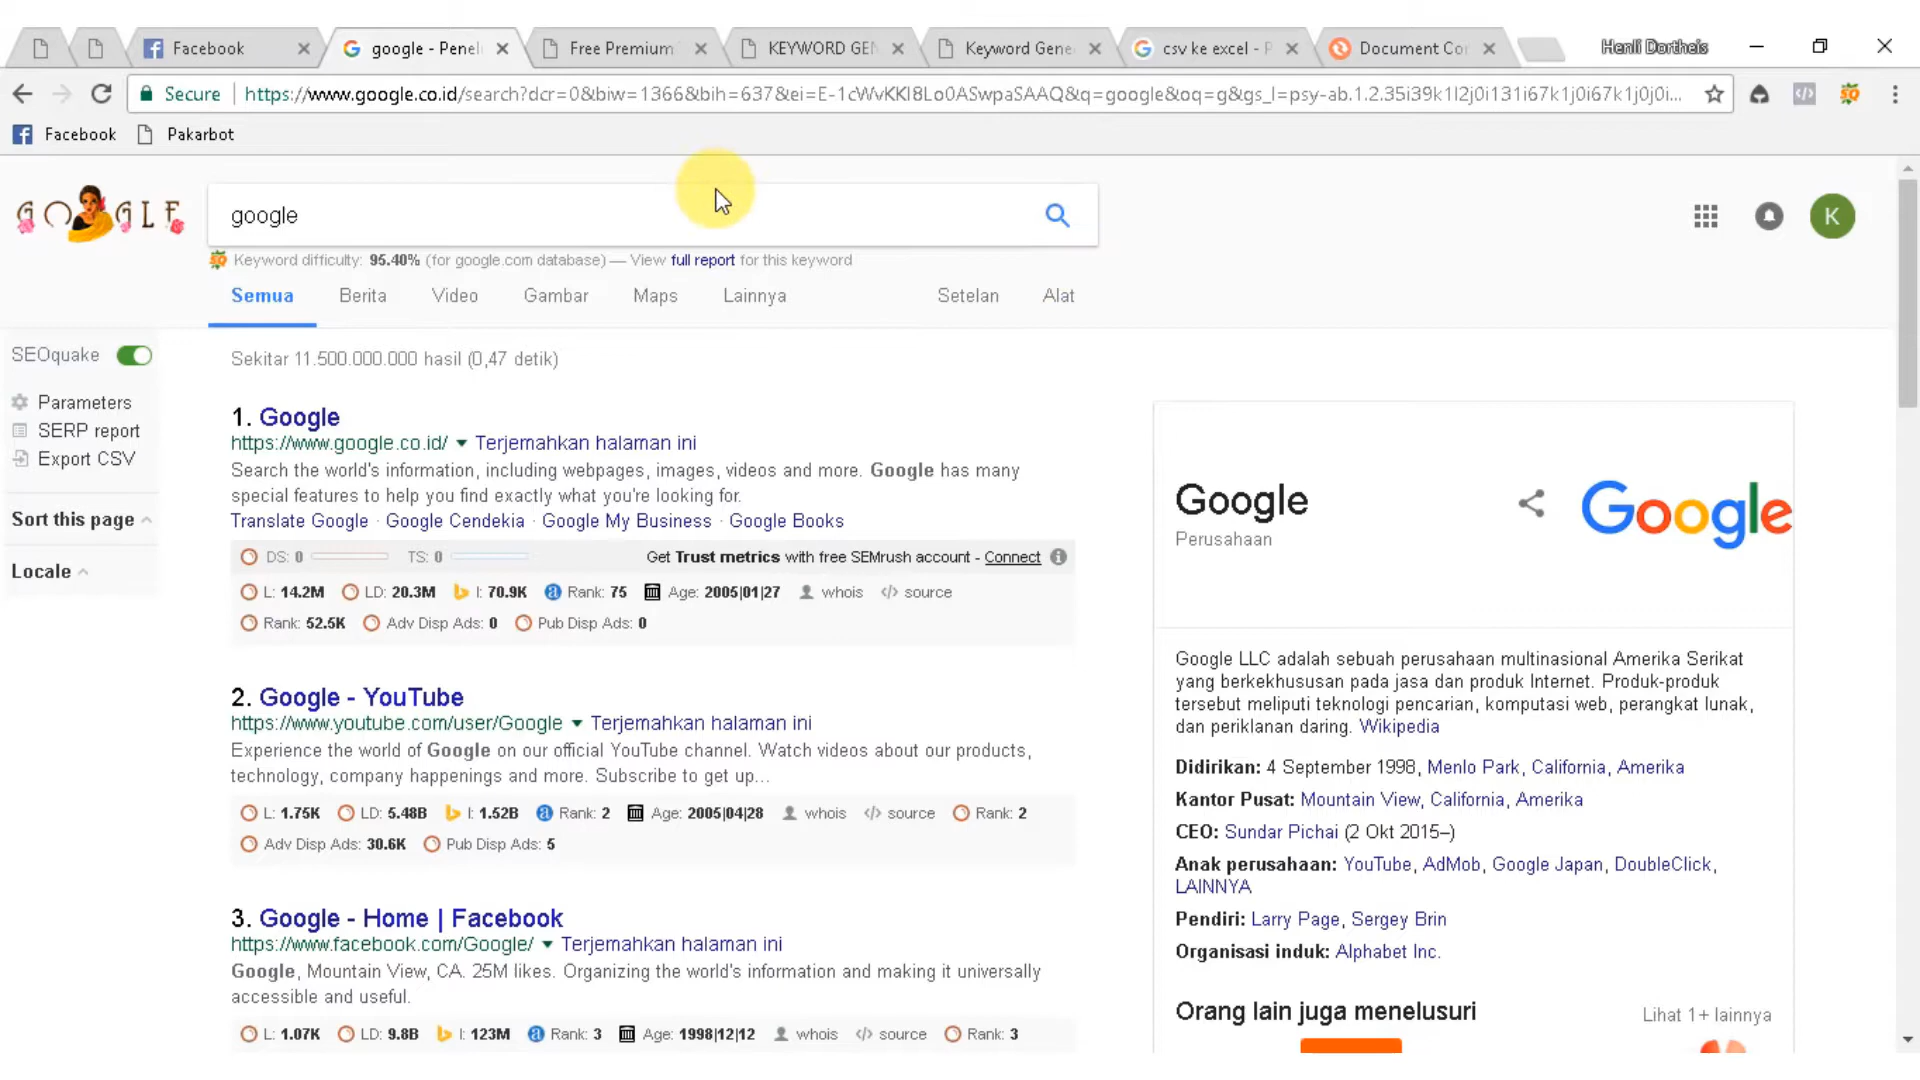 Facebook
google - Penel
Free Premium
KEYWORD GEN
Keyword Gene
csv ke excel - P
Document Co
Henli Dortheis
Secure
https://www.google.co.id/search?dcr=0&biw=1366&bih=637&ei=E-1cWvKKI8Lo0ASwpaSAAQ&q=google&oq=g&gs_l=psy-ab.1.2.35i39k1l2j0i131i67k1j0i67k1j0j0i...
Facebook
Pakarbot
GOOGLE
google
K
Keyword difficulty: 95.40% (for google.com database) — View full report for this keyword
Semua
Berita
Video
Gambar
Maps
Lainnya
Setelan
Alat
SEOquake
Parameters
SERP report
Export CSV
Sort this page
Locale
Sekitar 11.500.000.000 hasil (0,47 detik)
1. Google
https://www.google.co.id/ Terjemahkan halaman ini
Search the world's information, including webpages, images, videos and more. Google has many
special features to help you find exactly what you're looking for.
Translate Google · Google Cendekia · Google My Business · Google Books
DS: 0 TS: 0 Get Trust metrics with free SEMrush account - Connect
L: 14.2M LD: 20.3M I: 70.9K Rank: 75 Age: 2005|01|27 whois </> source
Rank: 52.5K Adv Disp Ads: 0 Pub Disp Ads: 0
2. Google - YouTube
https://www.youtube.com/user/Google Terjemahkan halaman ini
Experience the world of Google on our official YouTube channel. Watch videos about our products,
technology, company happenings and more. Subscribe to get up...
L: 1.75K LD: 5.48B I: 1.52B Rank: 2 Age: 2005|04|28 whois </> source Rank: 2
Adv Disp Ads: 30.6K Pub Disp Ads: 5
3. Google - Home | Facebook
https://www.facebook.com/Google/ Terjemahkan halaman ini
Google, Mountain View, CA. 25M likes. Organizing the world's information and making it universally
accessible and useful.
L: 1.07K LD: 9.8B I: 123M Rank: 3 Age: 1998|12|12 whois </> source Rank: 3
Google
Perusahaan
Google
Google LLC adalah sebuah perusahaan multinasional Amerika Serikat
yang berkekhususan pada jasa dan produk Internet. Produk-produk
tersebut meliputi teknologi pencarian, komputasi web, perangkat lunak,
dan periklanan daring. Wikipedia
Didirikan: 4 September 1998, Menlo Park, California, Amerika
Kantor Pusat: Mountain View, California, Amerika
CEO: Sundar Pichai (2 Okt 2015–)
Anak perusahaan: YouTube, AdMob, Google Japan, DoubleClick,
LAINNYA
Pendiri: Larry Page, Sergey Brin
Organisasi induk: Alphabet Inc.
Orang lain juga menelusuri
Lihat 1+ lainnya